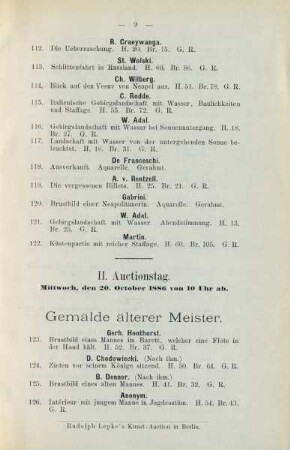 — 9 —
R. Craeywanga.
112. Die Ueberraschung. H. 20. Br. 15. G. R.
St. Wolski.
113. Schlittenfahrt in Russland. H. 60. Br. 86. G. R.
Ch. Wilberg.
114. Blick auf den Vesuv von Neapel aus. H. 51. Br. 76. G. R.
C. Redde.
115. Italienische Gebirgslandschaft mit Wasser, Baulichkeiten
und Staffage. H. 55. Br. 72. G. R.
W. Adal.
116. Gebirgslandschaft mit Wasser bei Sonnenuntergang. H. 18,
Br. 27. G. R.
117. Landschaft mit Wasser von der untergehenden Sonne be-
leuchtet. H. 16. Br. 31. G. R.
De Franceschi.
118. Ausverkauft. Aquarelle. Gerahmt.
A. v. Rentzell.
119. Die vergessenen Billets. H. 25. Br. 21. G. R.
Gabrini.
120. Brustbild einer Neapolitanerin. Aquarelle. Gerahmt.
W. Adal.
121. Gebirgslandschaft mit Wasser. Abendstimmung. H. 13,
Br. 25. G. R.
Martin.
122. Küstenpartie mit reicher Staffage. H. 60. Br. 105. G. R.
II. Auctionstag.
Mittwoch, den 20. October 1886 von 10 Uhr ab.
Gemälde älterer Meister.
Gerh. Honthorst.
123. Brustbild eines Mannes im Barett, welcher eine Flöte in
der Hand hält. H. 52. Br. 37. G. R.
D. Chodowiecki. (Nach ihm.)
124. Zieten vor seinem Könige sitzend. H. 50. Br. 64. G. R.
B. Denner. (Nach ihm.)
125. Brustbild eines alten Mannes. H. 41. Br. 32. G. R.
Anonym.
126. Intérieur mit jungem Manne in Jagdcostüm. H. 54. Br. 43,
G. R.
Rudolph Lepke's Kunst-Auction in Berlin.